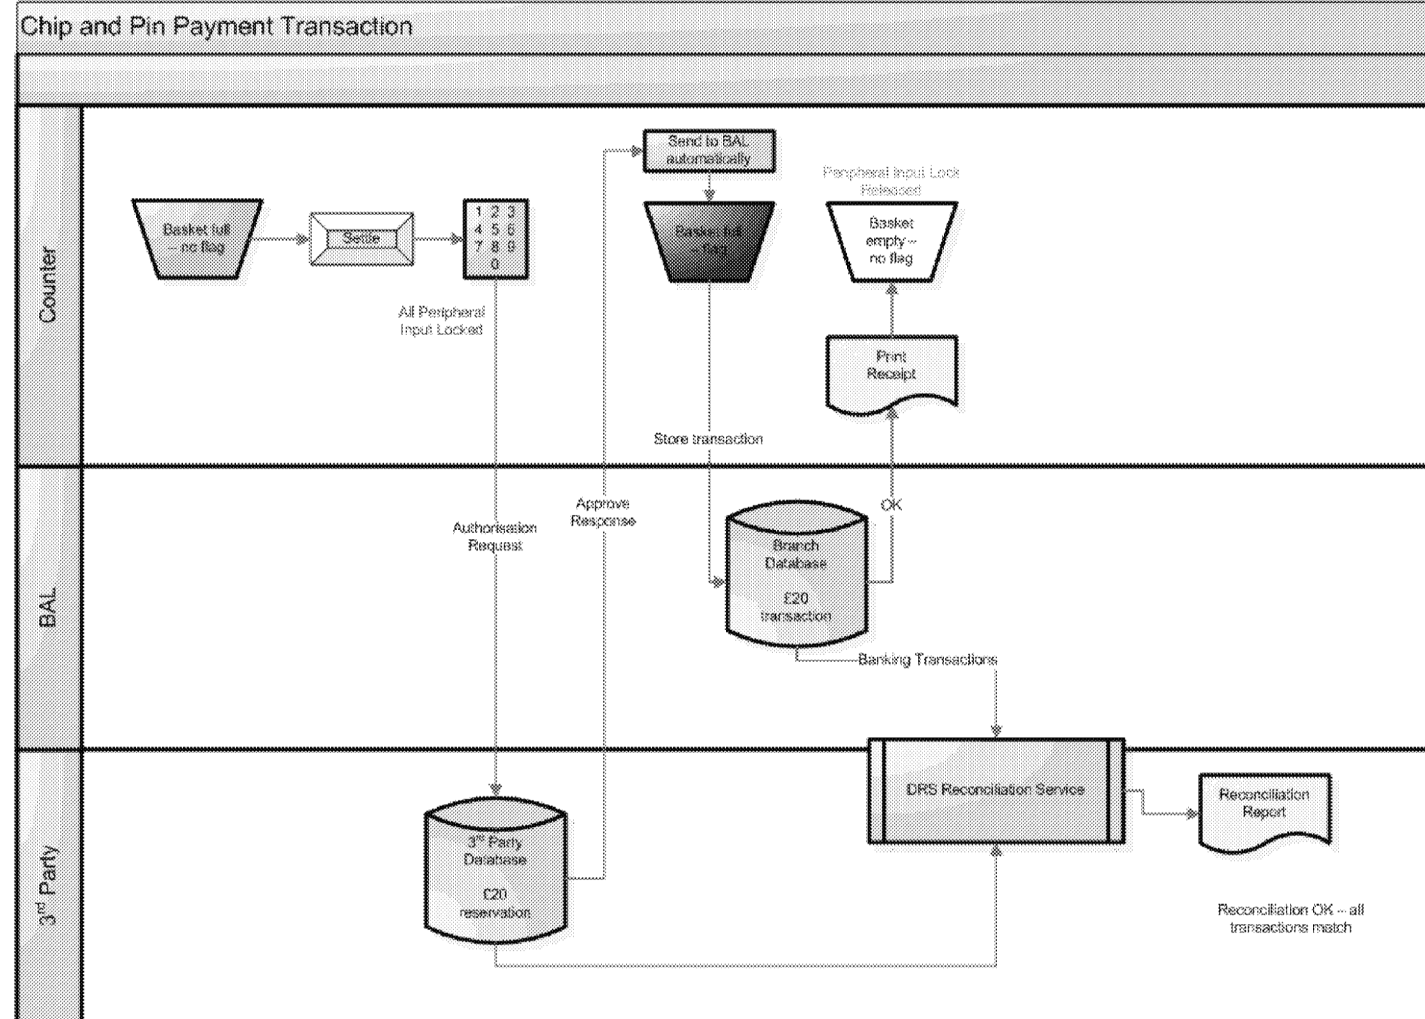 Chip and Pin Payment Transaction
Counter
Basket full
– no flag
Settle
1 2 3
4 5 6
7 8 9
0
All Peripheral
Input Locked
Send to BAL
automatically
Basket full
– flag
Peripheral Input Lock
Released
Basket
empty –
no flag
Print
Receipt
Store transaction
BAL
Authorisation
Request
Approve
Response
OK
Branch
Database
£20
transaction
Banking Transactions
3rd Party
3rd Party
Database
£20
reservation
DRS Reconciliation Service
Reconciliation
Report
Reconciliation OK – all
transactions match